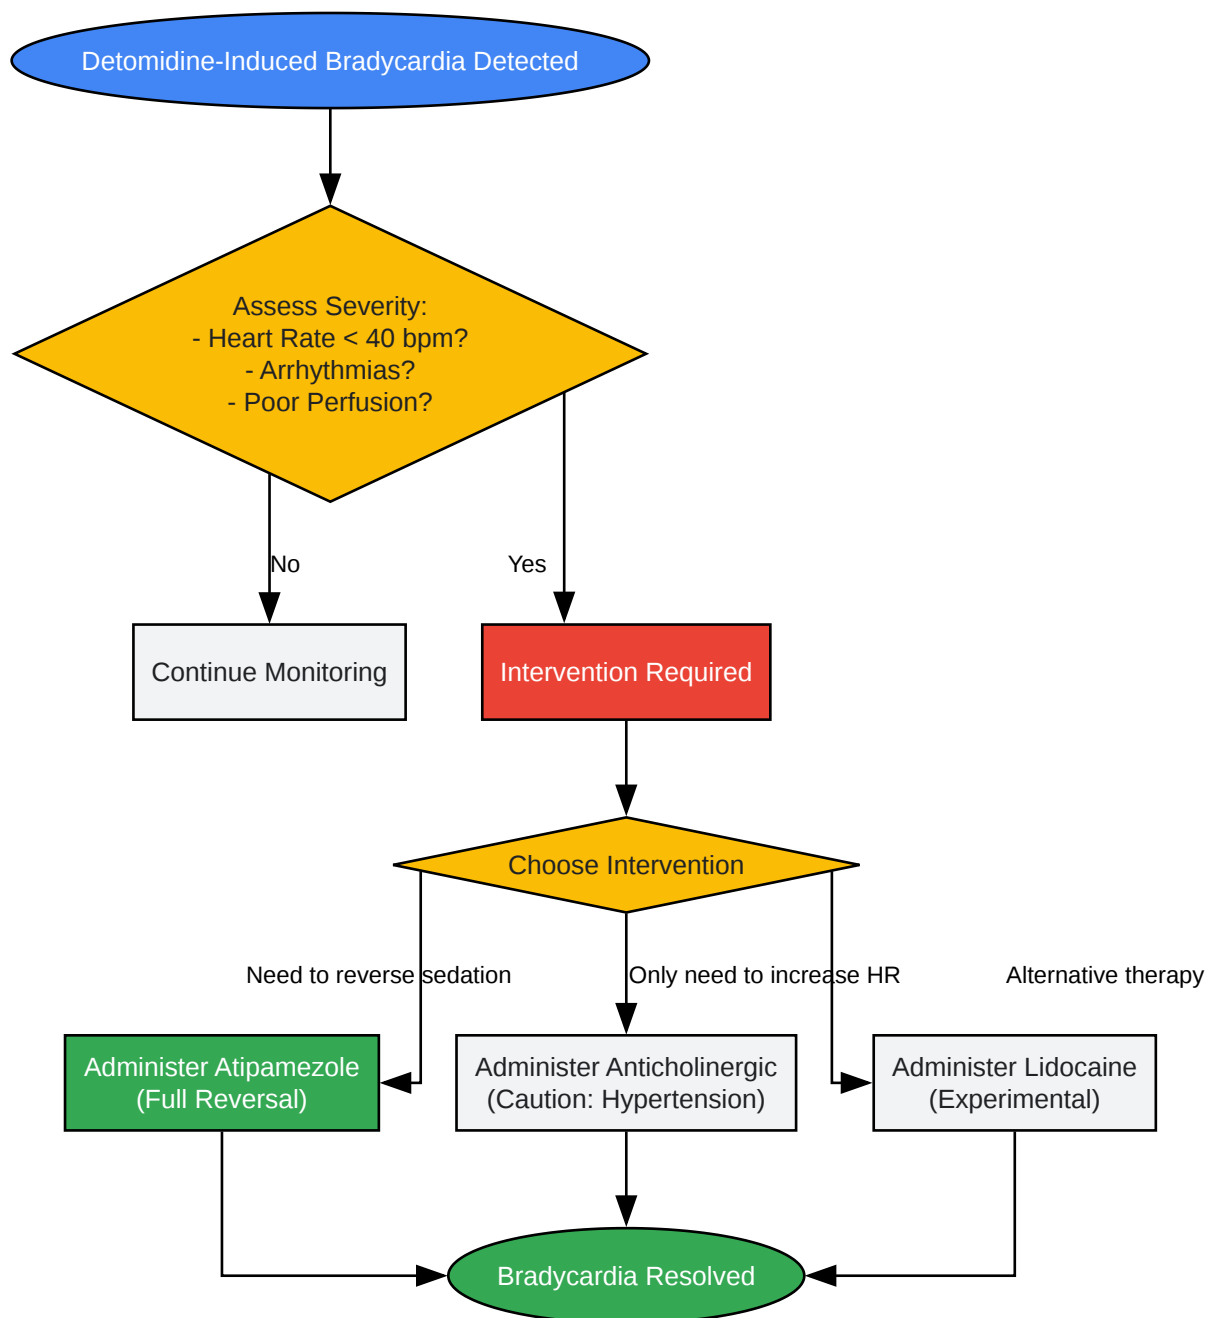 Detomidine-Induced Bradycardia Detected
Assess Severity:
- Heart Rate < 40 bpm?
- Arrhythmias?
- Poor Perfusion?
No
Yes
Continue Monitoring
Intervention Required
Choose Intervention
Need to reverse sedation
Only need to increase HR
Alternative therapy
Administer Atipamezole
(Full Reversal)
Administer Anticholinergic
(Caution: Hypertension)
Administer Lidocaine
(Experimental)
Bradycardia Resolved